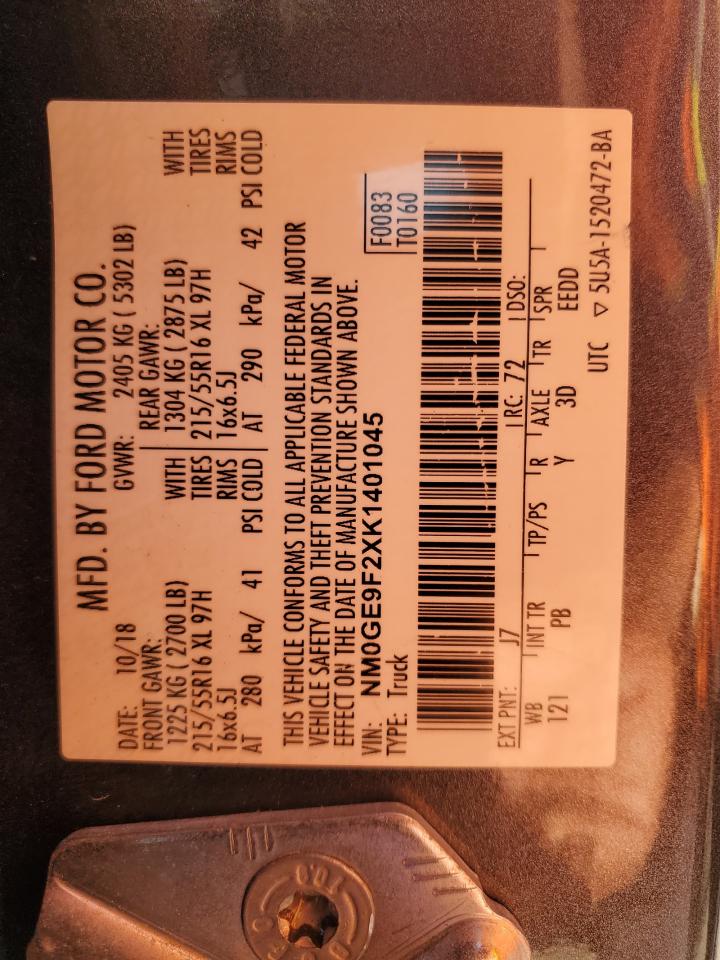 MFD. BY FORD MOTOR CO.
DATE: 10/18 GVWR: 2405 KG ( 5302 LB)
FRONT GAWR: REAR GAWR:
1225 KG ( 2700 LB) WITH 1304 KG ( 2875 LB) WITH
215/55R16 XL 97H TIRES 215/55R16 XL 97H TIRES
16x6.5J RIMS 16x6.5J RIMS
AT 280 kPa/ 41 PSI COLD AT 290 kPa/ 42 PSI COLD
THIS VEHICLE CONFORMS TO ALL APPLICABLE FEDERAL MOTOR
VEHICLE SAFETY AND THEFT PREVENTION STANDARDS IN
EFFECT ON THE DATE OF MANUFACTURE SHOWN ABOVE.
VIN: NM0GE9F2XK1401045 F0083
TYPE: Truck T0160
EXT PNT: J7 RC: 72 DSO:
WB INT TR TP/PS R AXLE TR SPR
121 PB Y 3D EEDD
UTC ▽ 5U5A-1520472-BA